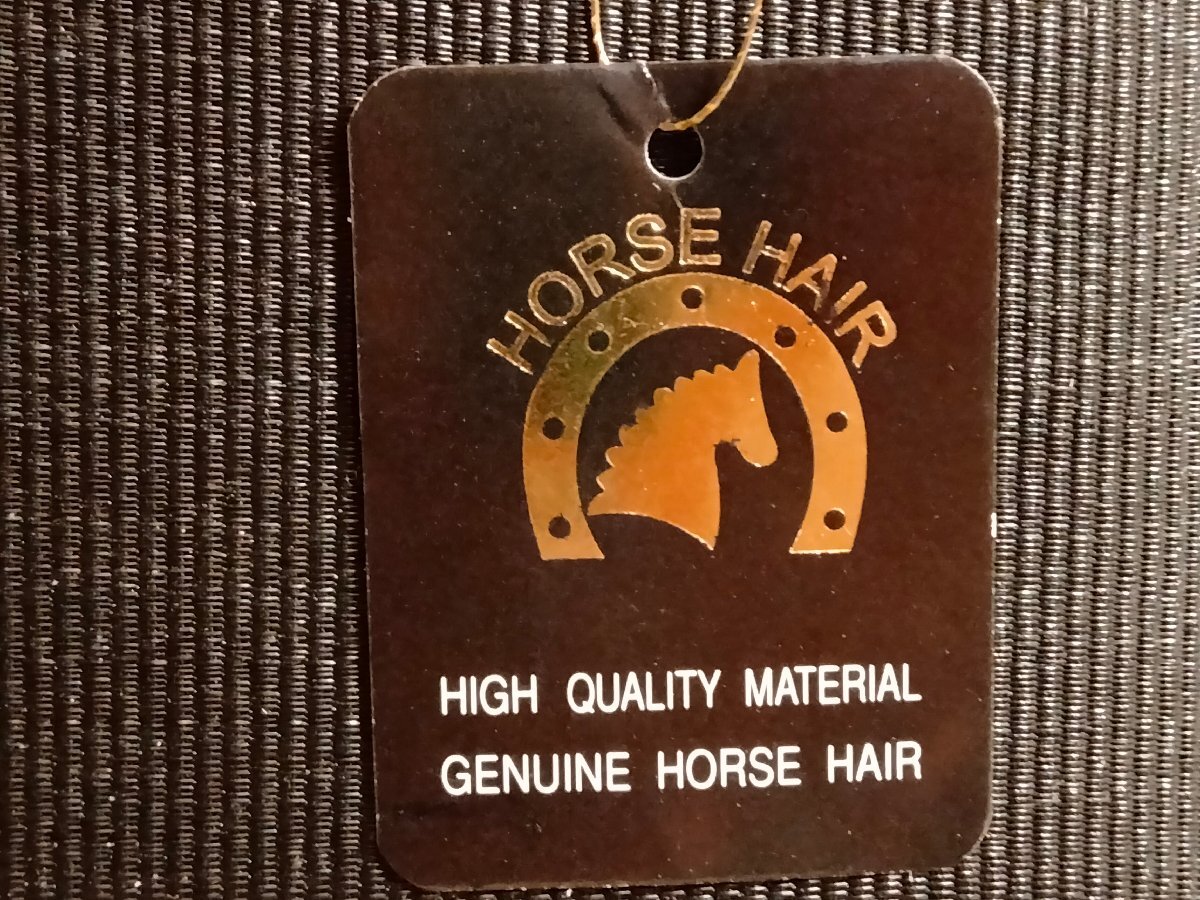 HORSE HAIR
HIGH QUALITY MATERIAL
GENUINE HORSE HAIR